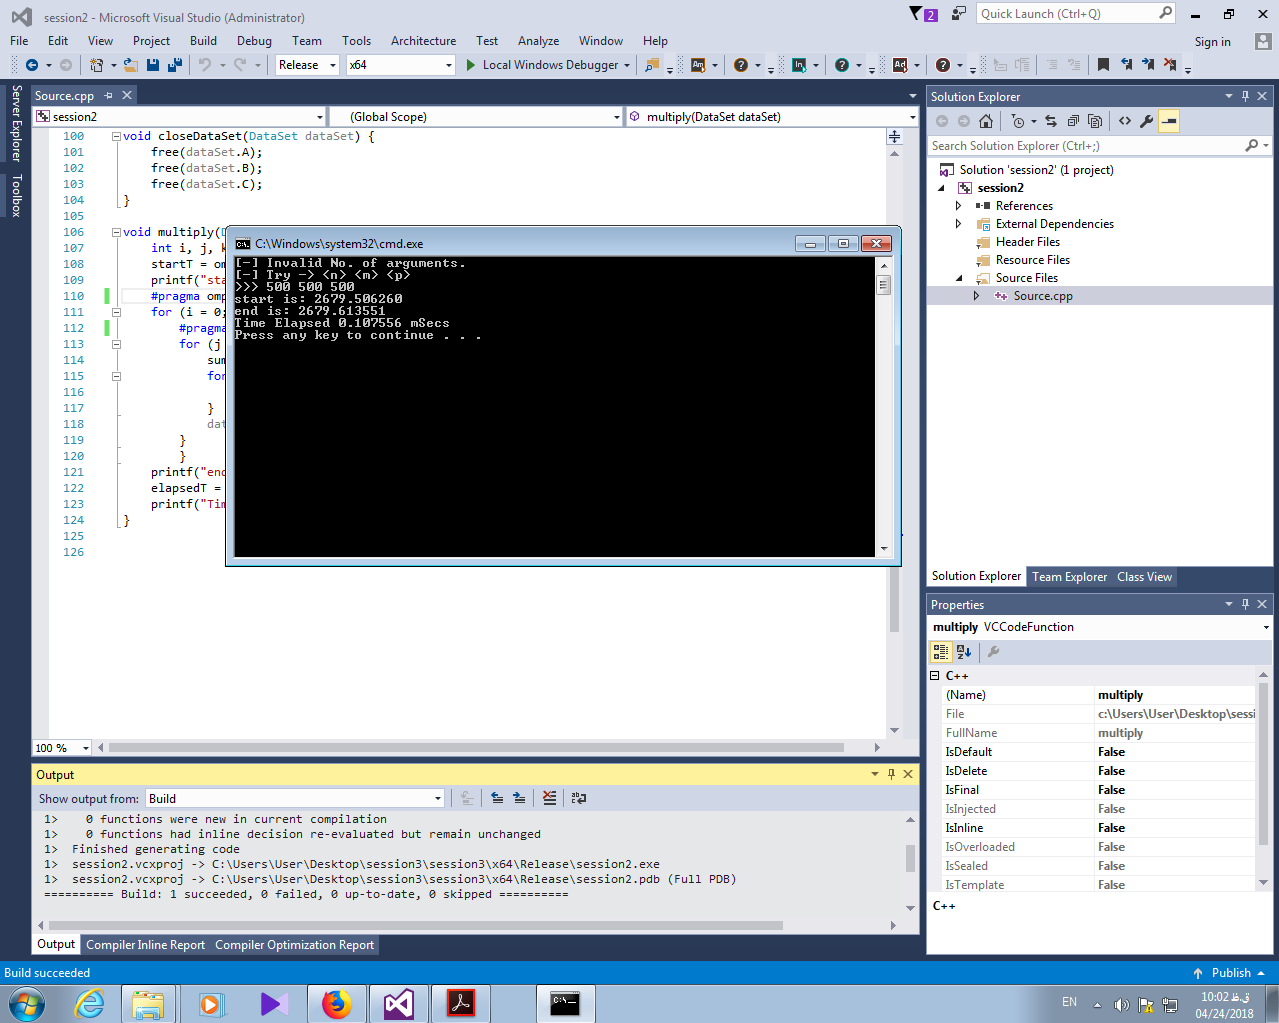 session2 - Microsoft Visual Studio (Administrator)
2
Quick Launch (Ctrl+Q)
File Edit View Project Build Debug Team Tools Architecture Test Analyze Window Help
Sign in
Release x64 Local Windows Debugger
Server Explorer
Toolbox
Source.cpp
session2 (Global Scope) multiply(DataSet dataSet)
100 void closeDataSet(DataSet dataSet) {
101 free(dataSet.A);
102 free(dataSet.B);
103 free(dataSet.C);
104 }
105
106 void multiply(D
107 int i, j, k
108 startT = om
109 printf("sta
110 #pragma omp
111 for (i = 0;
112 #pragma
113 for (j
114 sum
115 for
116
117 }
118 dat
119 }
120 }
121 printf("end
122 elapsedT =
123 printf("Tim
124 }
125
126
C:\Windows\system32\cmd.exe
[-] Invalid No. of arguments.
[-] Try -> <n> <m> <p>
>>> 500 500 500
start is: 2679.506260
end is: 2679.613551
Time Elapsed 0.107556 mSecs
Press any key to continue . . .
100 %
Output
Show output from: Build
1> 0 functions were new in current compilation
1> 0 functions had inline decision re-evaluated but remain unchanged
1> Finished generating code
1> session2.vcxproj -> C:\Users\User\Desktop\session3\session3\x64\Release\session2.exe
1> session2.vcxproj -> C:\Users\User\Desktop\session3\session3\x64\Release\session2.pdb (Full PDB)
========== Build: 1 succeeded, 0 failed, 0 up-to-date, 0 skipped ==========
Output Compiler Inline Report Compiler Optimization Report
Solution Explorer
Search Solution Explorer (Ctrl+;)
Solution 'session2' (1 project)
session2
References
External Dependencies
Header Files
Resource Files
Source Files
Source.cpp
Solution Explorer Team Explorer Class View
Properties
multiply VCCodeFunction
C++
(Name) multiply
File c:\Users\User\Desktop\sessi
FullName multiply
IsDefault False
IsDelete False
IsFinal False
IsInjected False
IsInline False
IsOverloaded False
IsSealed False
IsTemplate False
C++
Build succeeded
Publish
EN
10:02 ق.ظ
04/24/2018